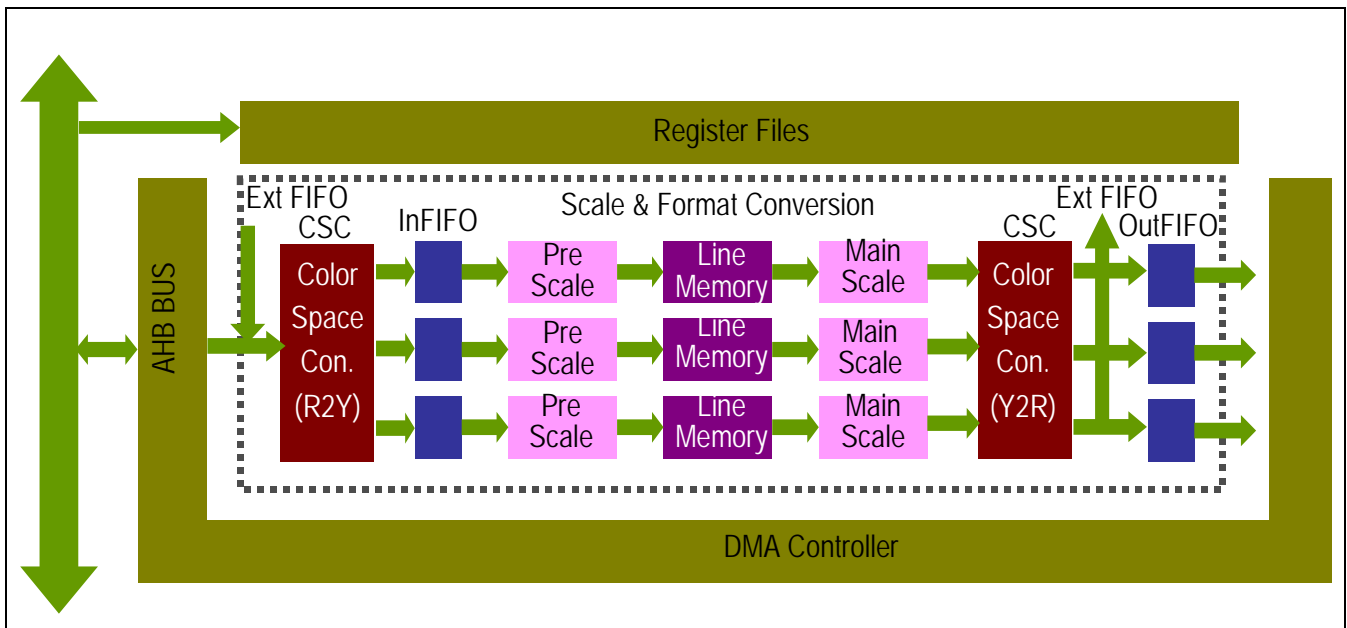 Register Files
Ext FIFO
CSC
InFIFO
Scale & Format Conversion
Ext FIFO
CSC
OutFIFO
AHB BUS
Color
Space
Con.
(R2Y)
Pre
Scale
Line
Memory
Main
Scale
Pre
Scale
Line
Memory
Main
Scale
Pre
Scale
Line
Memory
Main
Scale
Color
Space
Con.
(Y2R)
DMA Controller